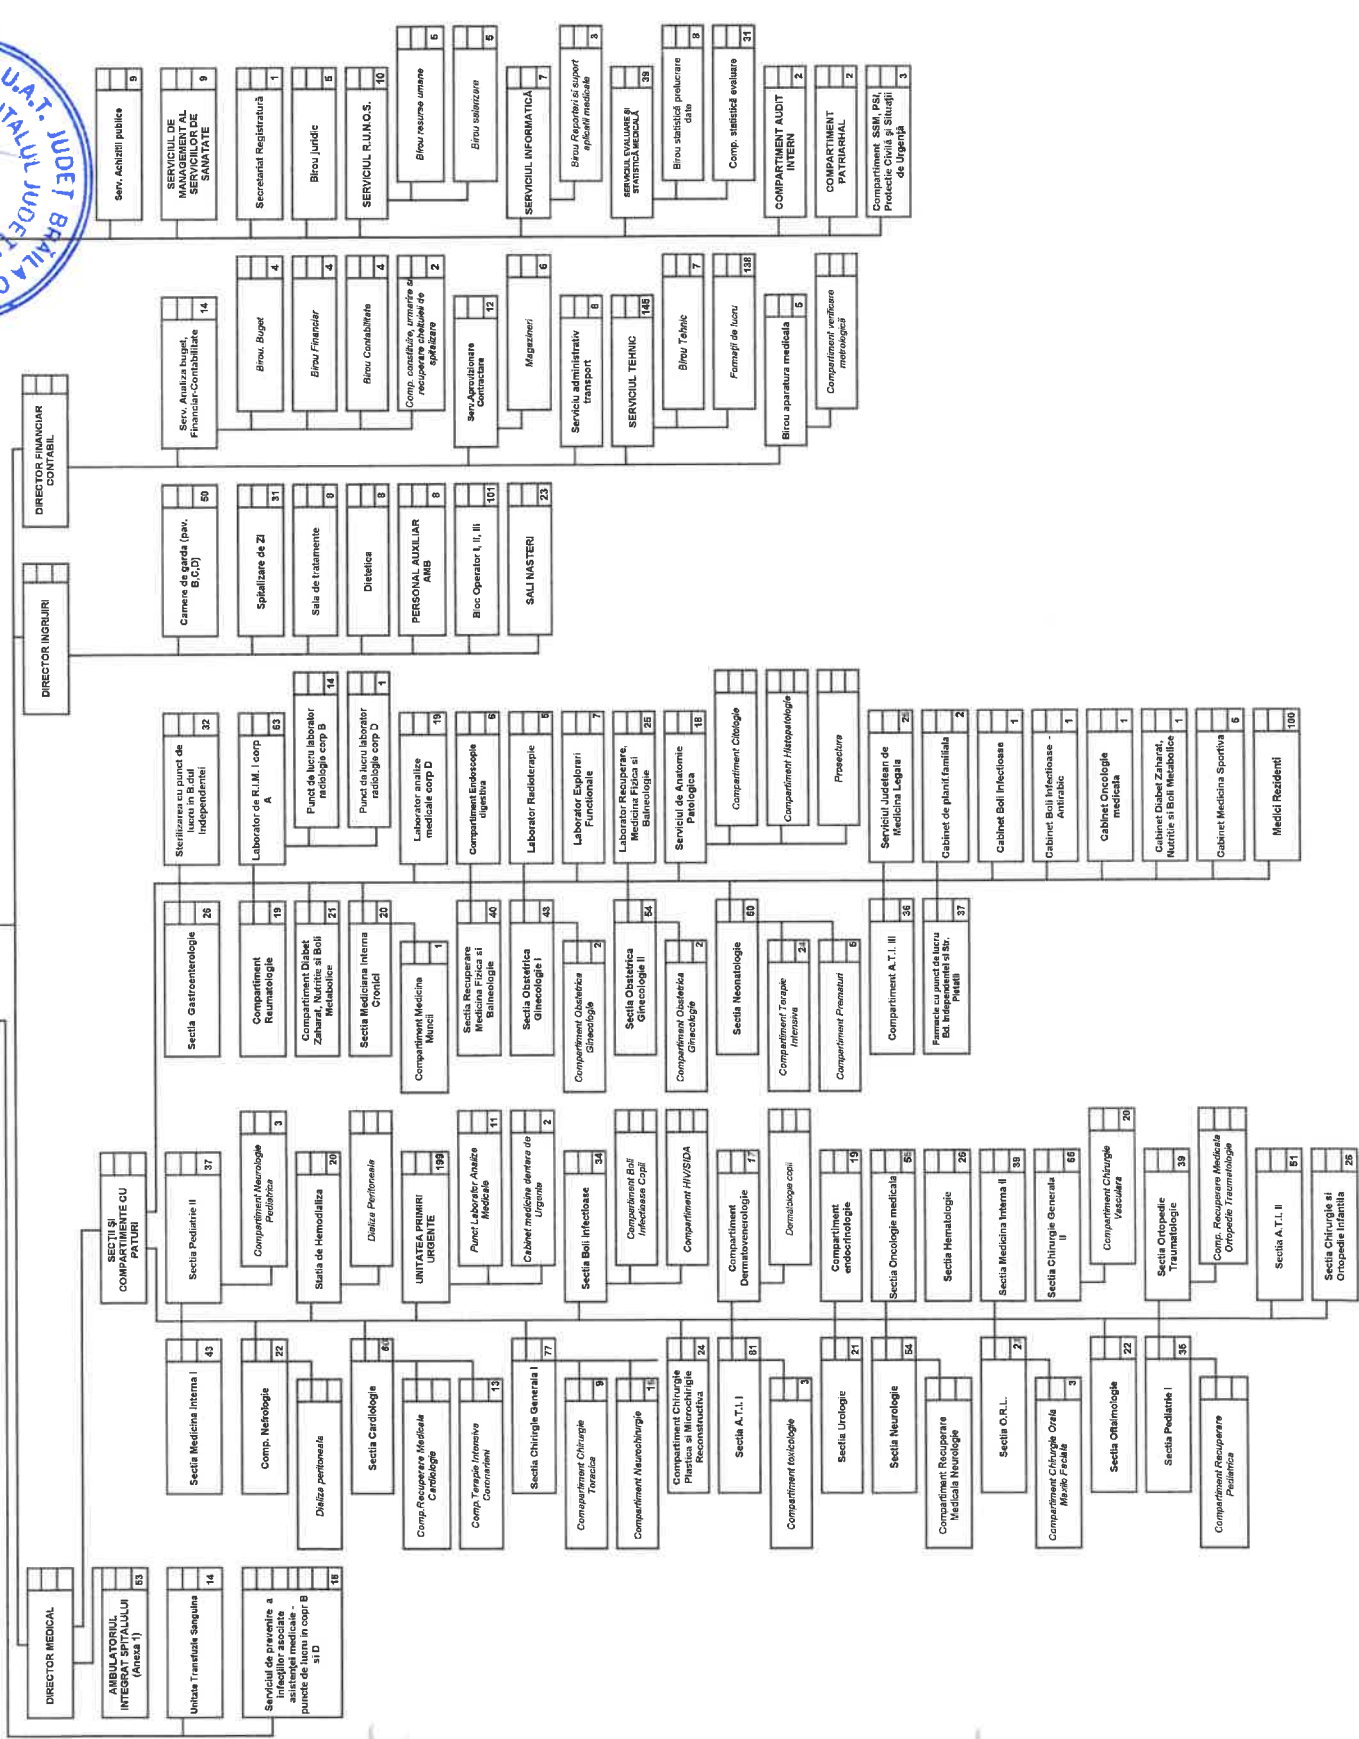 U.A.T. JUDEȚ BRĂILA
DIRECTOR MEDICAL
AMBULATORIUL
INTEGRAT SPITALULUI
(Anexa 1)
53
Unitate Transfuzie Sanguina
14
Serviciul de prevenire a
infecțiilor asociate
asistenței medicale -
puncte de lucru in copr B
si D
DIRECTOR INGRIJIRI
DIRECTOR FINANCIAR
CONTABIL
SECȚII ȘI
COMPARTIMENTE CU
PATURI
Sectia Medicina Interna I
43
Comp. Nefrologie
22
Dializa peritoneala
Sectia Cardiologie
Comp.Recuperare Medicala
Cardiologie
Comp.Terapie Intensiva
Coronarieni
13
Sectia Chirurgie Generala I
77
Comapartiment Chirurgie
Toracica
9
Compartiment Neurochirurgie
Compartiment Chirurgie
Plastica si Microchirigie
Reconstructiva
24
Sectia A.T.I. I
81
Compartiment toxicologie
3
Sectia Urologie
21
Sectia Neurologie
54
Compartiment Recuperare
Medicala Neurologie
Sectia O.R.L.
Compartiment Chirurgie Orala
Maxilo Faciala
3
Sectia Oftalmologie
22
Sectia Pediatrie I
35
Compartiment Recuperare
Pediatrica
Sectia Pediatrie II
37
Compartiment Neurologie
Pediatrica
3
Statia de Hemodializa
20
Dializa Peritoneala
UNITATEA PRIMIRI
URGENTE
199
Punct Laborator Analize
Medicale
11
Cabinet medicina dentara de
Urgenta
2
Sectia Boli Infectioase
34
Compartiment Boli
Infectioase Copii
Compartiment HIV/SIDA
Compartiment
Dermatovenerologie
17
Dermatologie copii
Compartiment
endocrinologie
19
Sectia Oncologie medicala
Sectia Hematologie
26
Sectia Medicina Interna II
39
Sectia Chirurgie Generala
II
Compartiment Chirurgie
Vasculara
20
Sectia Ortopedie
Traumatologie
39
Comp. Recuperare Medicala
Ortopedie Traumatologie
Sectia A.T.I. II
51
Sectia Chirurgie si
Ortopedie Infantila
26
Sectia Gastroenterologie
26
Compartiment
Reumatologie
19
Compartiment Diabet
Zaharat, Nutritie si Boli
Metabolice
21
Sectia Mediciana Interna
Cronici
20
Compartiment Medicina
Muncii
1
Sectia Recuperare
Medicina Fizica si
Balneologie
40
Sectia Obstetrica
Ginecologie I
43
Compartiment Obstetrica
Ginecologie
2
Sectia Obstetrica
Ginecologie II
54
Compartiment Obstetrica
Ginecologie
2
Sectia Neonatologie
60
Compartiment Terapie
Intensiva
24
Compartiment Prematuri
5
Compartiment A.T.I. III
36
Farmacie cu punct de lucru
Bd. Independentei si Str.
Pietatii
37
Sterilizarea cu punct de
lucru in B.dul
Independentei
32
Laborator de R.I.M. I corp
A
Punct de lucru laborator
radiologie corp B
14
Punct de lucru laborator
radiologie corp D
1
Laborator analize
medicale corp D
19
Compartiment Endoscopie
digestiva
6
Laborator Radioterapie
Laborator Explorari
Functionale
7
Laborator Recuperare,
Medicina Fizica si
Balneologie
25
Serviciul de Anatomie
Patologica
18
Compartiment Citologie
Compartiment Histopatologie
Prosectura
Serviciul Judetean de
Medicina Legala
Cabinet de planif.familiala
2
Cabinet Boli Infectioase
1
Cabinet Boli Infectioase -
Antirabic
1
Cabinet Oncologie
medicala
1
Cabinet Diabet Zaharat,
Nutritie si Boli Metabolice
1
Cabinet Medicina Sportiva
Medici Rezidenti
100
Camere de garda (pav.
B,C,D)
50
Spitalizare de ZI
31
Sala de tratamente
8
Dietetica
8
PERSONAL AUXILIAR
AMB
8
Bloc Operator I, II, III
101
SALI NASTERI
23
Serv. Analiza buget,
Financiar-Contabilitate
14
Birou. Buget
4
Birou Financiar
4
Birou Contabilitate
4
Comp. constituire, urmarire si
recuperare cheltuieli de
spitalizare
2
Serv.Aprovizionare
Contractare
12
Magazineri
6
Serviciu administrativ
transport
8
SERVICIUL TEHNIC
145
Birou Tehnic
7
Formații de lucru
138
Birou aparatura medicala
5
Compartiment verificare
metrologică
Serv. Achizitii publice
9
SERVICIUL DE
MANAGEMENT AL
SERVICIILOR DE
SANATATE
9
Secretariat Registratură
1
Birou juridic
5
SERVICIUL R.U.N.O.S.
10
Birou resurse umane
5
Birou salarizare
5
SERVICIUL INFORMATICĂ
7
Birou Raportari si suport
aplicatii medicale
3
SERVICIUL EVALUARE ȘI
STATISTICĂ MEDICALĂ
39
Birou statistică prelucrare
date
8
Comp. statistică evaluare
31
COMPARTIMENT AUDIT
INTERN
2
COMPARTIMENT
PATRIARHAL
2
Compartiment SSM, PSI,
Protectie Civilă și Situații
de Urgență
3